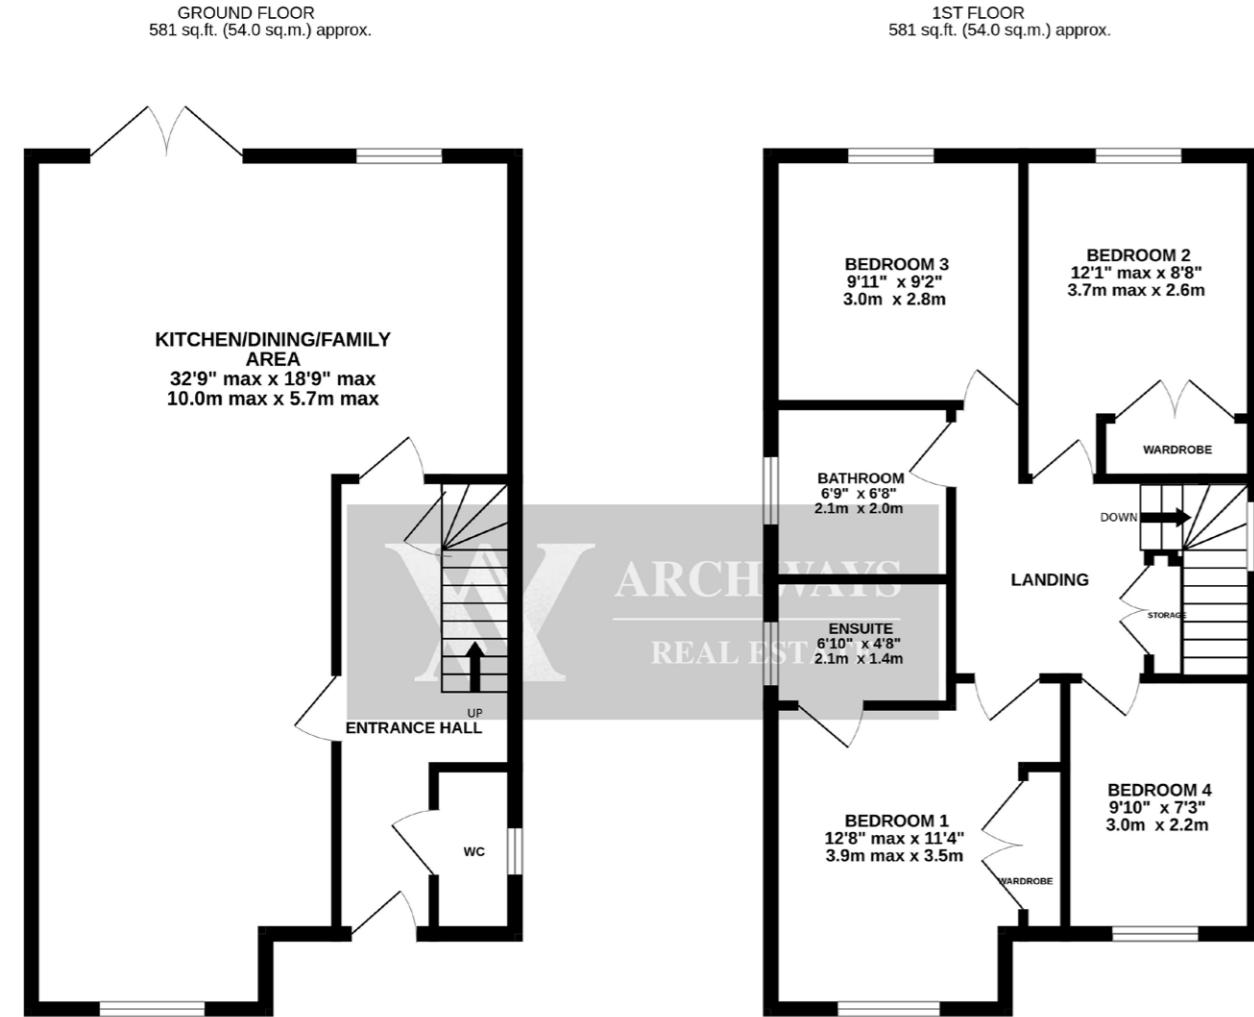 GROUND FLOOR
581 sq.ft. (54.0 sq.m.) approx.
KITCHEN/DINING/FAMILY
AREA
32'9" max x 18'9" max
10.0m max x 5.7m max
UP
ENTRANCE HALL
WC
1ST FLOOR
581 sq.ft. (54.0 sq.m.) approx.
BEDROOM 3
9'11" x 9'2"
3.0m x 2.8m
BEDROOM 2
12'1" max x 8'8"
3.7m max x 2.6m
WARDROBE
BATHROOM
6'9" x 6'8"
2.1m x 2.0m
DOWN
LANDING
STORAGE
ENSUITE
6'10" x 4'8"
2.1m x 1.4m
BEDROOM 1
12'8" max x 11'4"
3.9m max x 3.5m
WARDROBE
BEDROOM 4
9'10" x 7'3"
3.0m x 2.2m
ARCHWAYS
REAL ESTATE